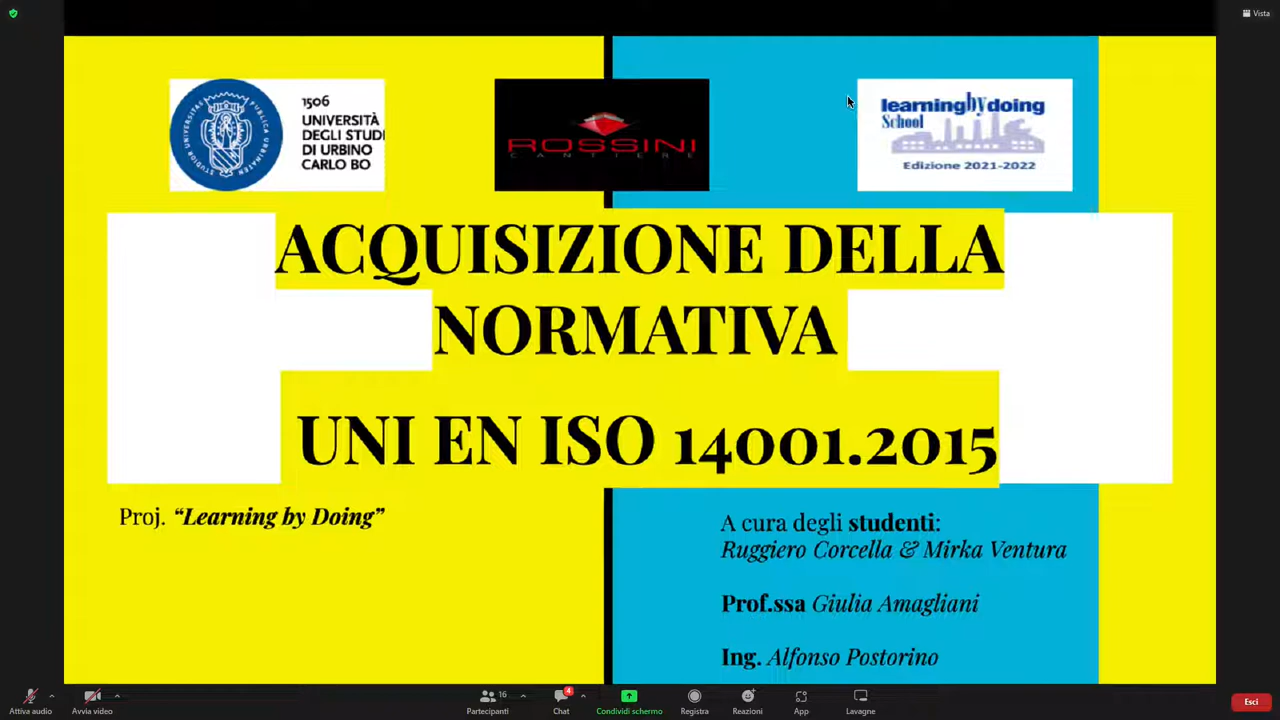 Vista
1506
UNIVERSITÀ
DEGLI STUDI
DI URBINO
CARLO BO
ROSSINI
CANTIERE
learning by doing
School
Edizione 2021-2022
ACQUISIZIONE DELLA
NORMATIVA
UNI EN ISO 14001.2015
Proj. “Learning by Doing”
A cura degli studenti:
Ruggiero Corcella & Mirka Ventura
Prof.ssa Giulia Amagliani
Ing. Alfonso Postorino
16
4
Attiva audio
Avvia video
Partecipanti
Chat
Condividi schermo
Registra
Reazioni
App
Lavagne
Esci